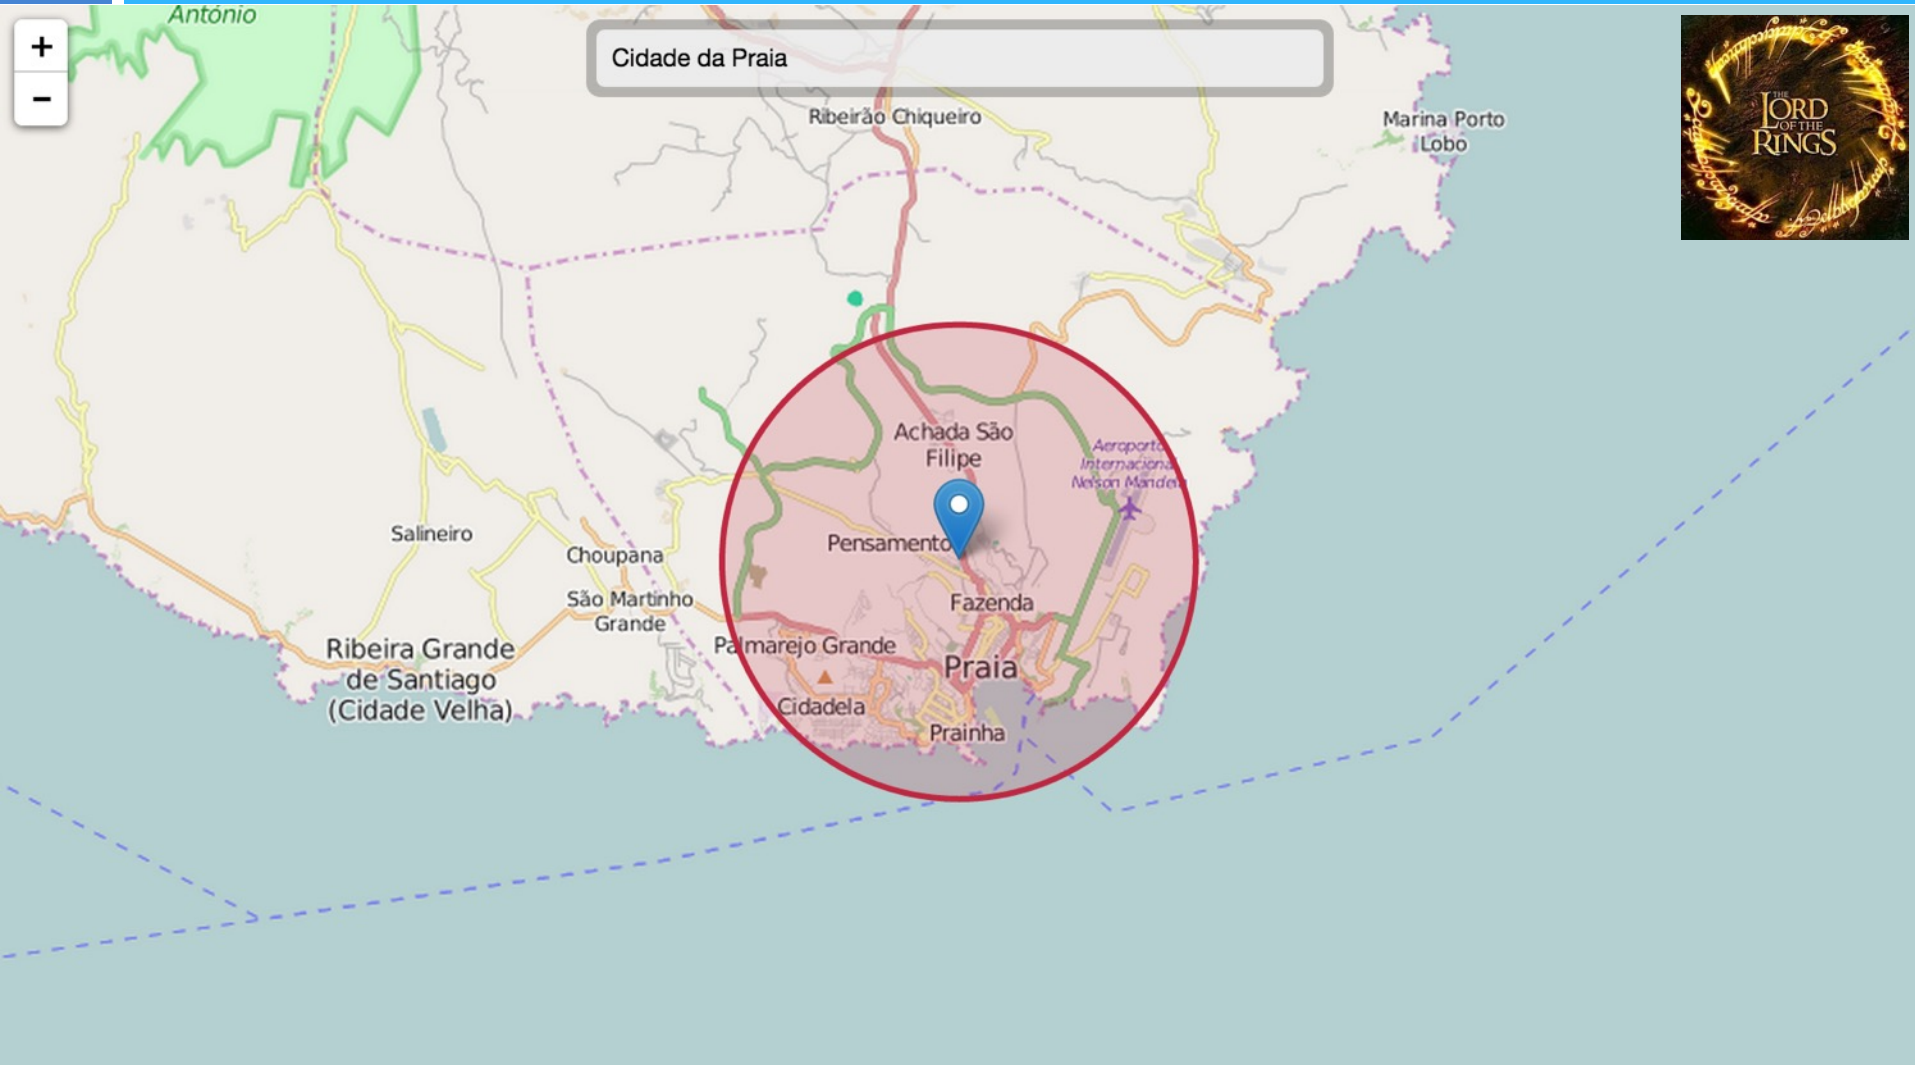 António
+
−
Cidade da Praia
THE
LORD
OF THE
RINGS
Ribeirão Chiqueiro
Marina Porto
Lobo
Achada São
Filipe
Aeroporto
Internacional
Nelson Mandela
Salineiro
Pensamento
Choupana
São Martinho
Grande
Fazenda
Ribeira Grande
de Santiago
(Cidade Velha)
Palmarejo Grande
Praia
Cidadela
Prainha